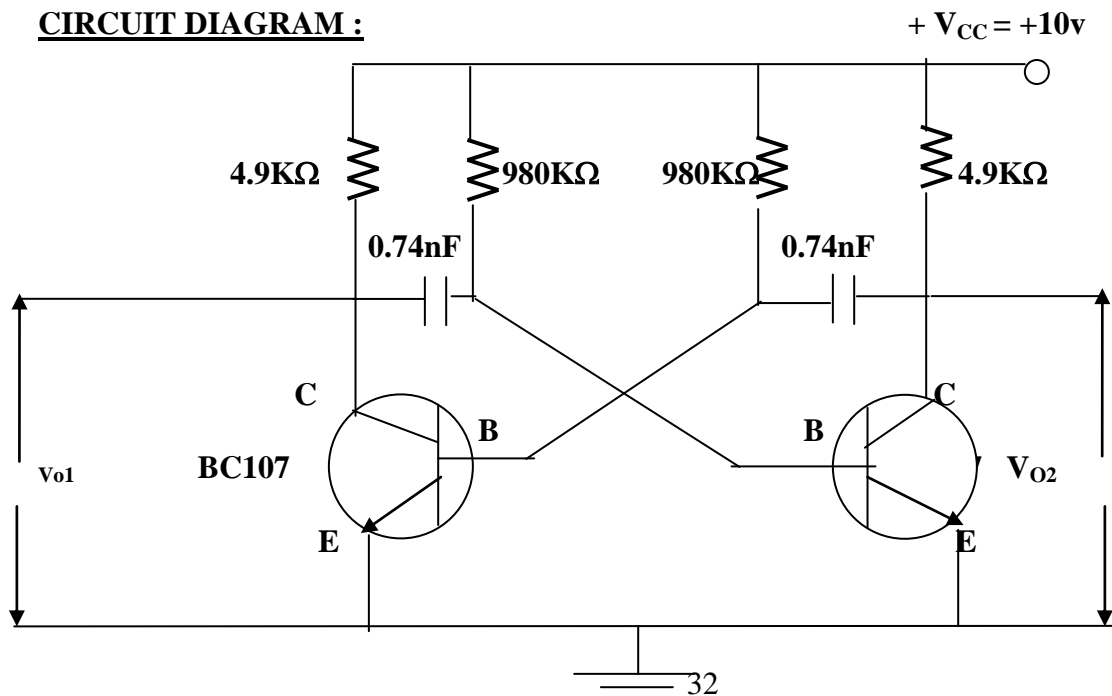 CIRCUIT DIAGRAM :
+ VCC = +10v
4.9KΩ 980KΩ 980KΩ 4.9KΩ
0.74nF 0.74nF
C C
B B
Vo1 BC107 VO2
E E
32